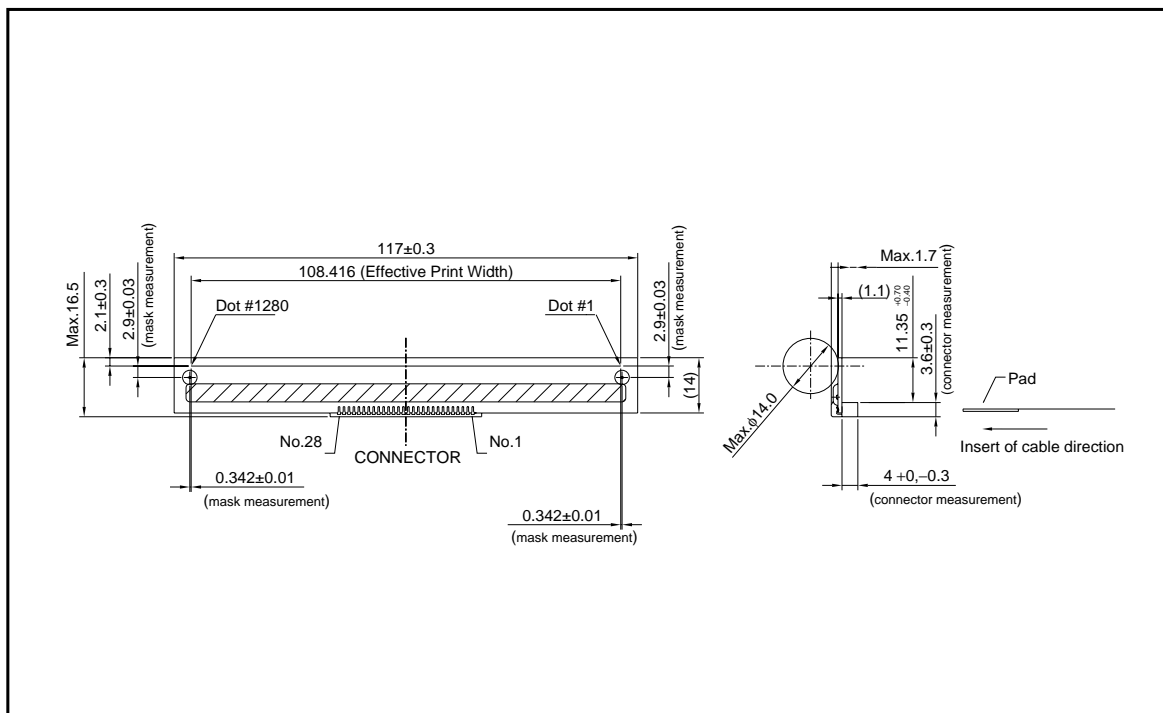 117±0.3
108.416 (Effective Print Width)
Dot #1280
Dot #1
Max.16.5
2.1±0.3
2.9±0.03
(mask measurement)
2.9±0.03
(mask measurement)
(14)
No.28
No.1
CONNECTOR
0.342±0.01
(mask measurement)
0.342±0.01
(mask measurement)
Max.1.7
(1.1)
11.35 +0.70 −0.40
3.6±0.3
(connector measurement)
Max.φ14.0
Pad
Insert of cable direction
4 +0,−0.3
(connector measurement)